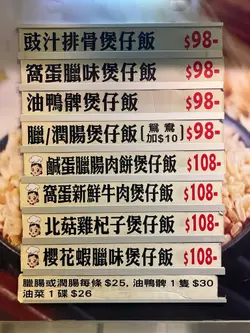 豉汁排骨煲仔飯 $98-
窩蛋臘味煲仔飯 $98-
油鴨髀煲仔飯 $98-
臘/潤腸煲仔飯(鴛鴦加$10) $98-
鹹蛋臘腸肉餅煲仔飯 $108-
窩蛋新鮮牛肉煲仔飯 $108-
北菇雞杞子煲仔飯 $108-
櫻花蝦臘味煲仔飯 $108-
臘腸或潤腸每條 $25, 油鴨髀 1 隻 $30
油菜 1 碟 $26